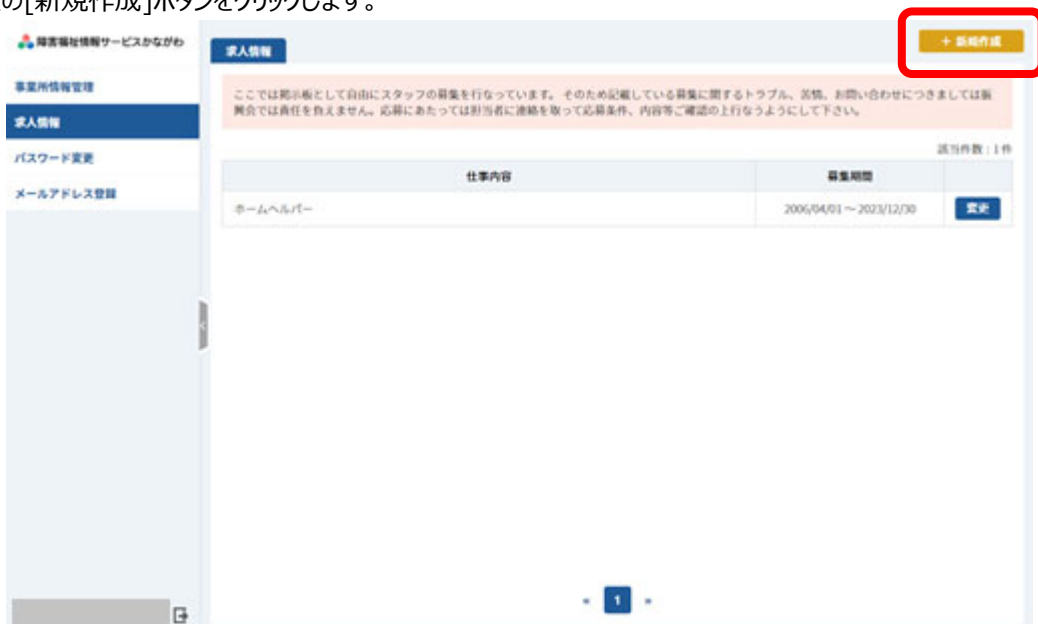 の[新規作成]ボタンをクリックします。
障害福祉情報サービスかながわ
求人情報
+ 新規作成
事業所情報管理
求人情報
パスワード変更
メールアドレス登録
ここでは掲示板として自由にスタッフの募集を行なっています。 そのため記載している募集に関するトラブル、苦情、お問い合わせにつきましては振
興会では責任を負えません。応募にあたっては担当者に連絡を取って応募条件、内容等ご確認の上行なうようにして下さい。
該当件数 : 1 件
仕事内容 募集期間
ホームヘルパー 2006/04/01 ~ 2023/12/30 変更
« 1 »